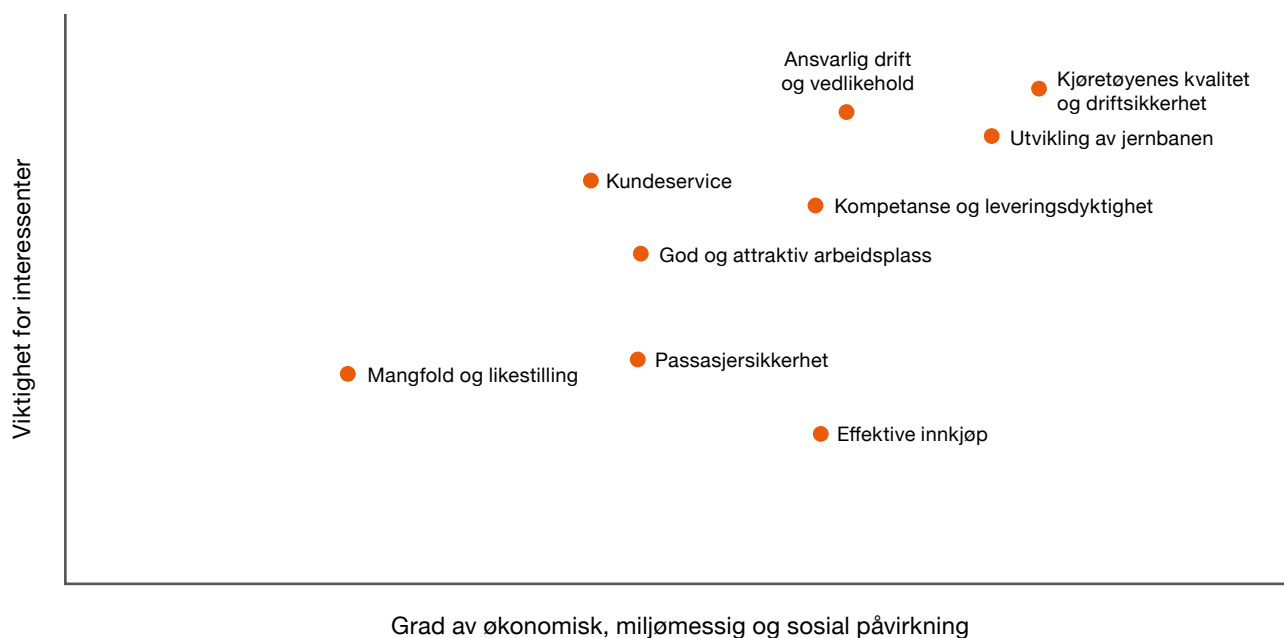 Ansvarlig drift
og vedlikehold
Kjøretøyenes kvalitet
og driftsikkerhet
Utvikling av jernbanen
Kundeservice
Kompetanse og leveringsdyktighet
God og attraktiv arbeidsplass
Passasjersikkerhet
Mangfold og likestilling
Effektive innkjøp
Viktighet for interessenter
Grad av økonomisk, miljømessig og sosial påvirkning